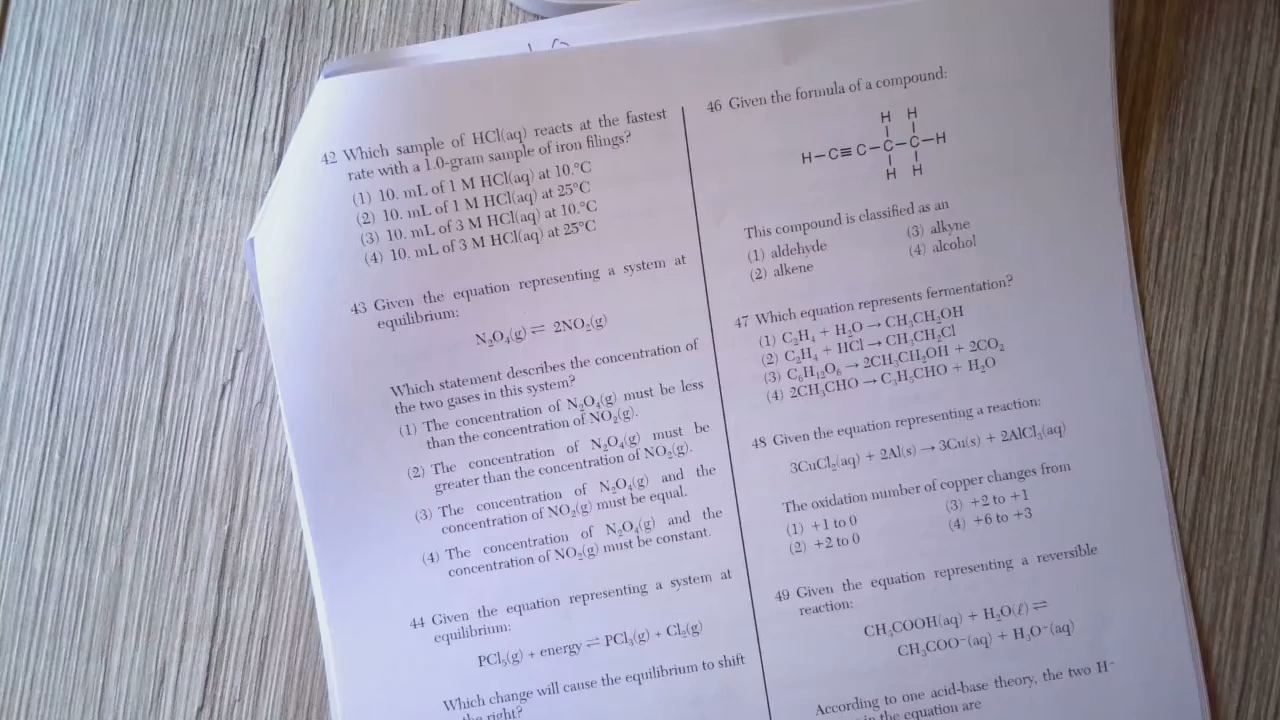 42 Which sample of HCl(aq) reacts at the fastest
rate with a 1.0-gram sample of iron filings?
(1) 10. mL of 1 M HCl(aq) at 10.°C
(2) 10. mL of 1 M HCl(aq) at 25°C
(3) 10. mL of 3 M HCl(aq) at 10.°C
(4) 10. mL of 3 M HCl(aq) at 25°C
43 Given the equation representing a system at
equilibrium:
N₂O₄(g) ⇌ 2NO₂(g)
Which statement describes the concentration of
the two gases in this system?
(1) The concentration of N₂O₄(g) must be less
than the concentration of NO₂(g).
(2) The concentration of N₂O₄(g) must be
greater than the concentration of NO₂(g).
(3) The concentration of N₂O₄(g) and the
concentration of NO₂(g) must be equal.
(4) The concentration of N₂O₄(g) and the
concentration of NO₂(g) must be constant.
44 Given the equation representing a system at
equilibrium:
PCl₅(g) + energy ⇌ PCl₃(g) + Cl₂(g)
Which change will cause the equilibrium to shift
the right?
46 Given the formula of a compound:
H H
H–C≡C–C–C–H
H H
This compound is classified as an
(1) aldehyde (3) alkyne
(2) alkene (4) alcohol
47 Which equation represents fermentation?
(1) C₂H₄ + H₂O → CH₃CH₂OH
(2) C₂H₄ + HCl → CH₃CH₂Cl
(3) C₆H₁₂O₆ → 2CH₃CH₂OH + 2CO₂
(4) 2CH₃CHO → C₃H₅CHO + H₂O
48 Given the equation representing a reaction:
3CuCl₂(aq) + 2Al(s) → 3Cu(s) + 2AlCl₃(aq)
The oxidation number of copper changes from
(1) +1 to 0 (3) +2 to +1
(2) +2 to 0 (4) +6 to +3
49 Given the equation representing a reversible
reaction:
CH₃COOH(aq) + H₂O(ℓ) ⇌
CH₃COO⁻(aq) + H₃O⁺(aq)
According to one acid-base theory, the two H⁻
in the equation are